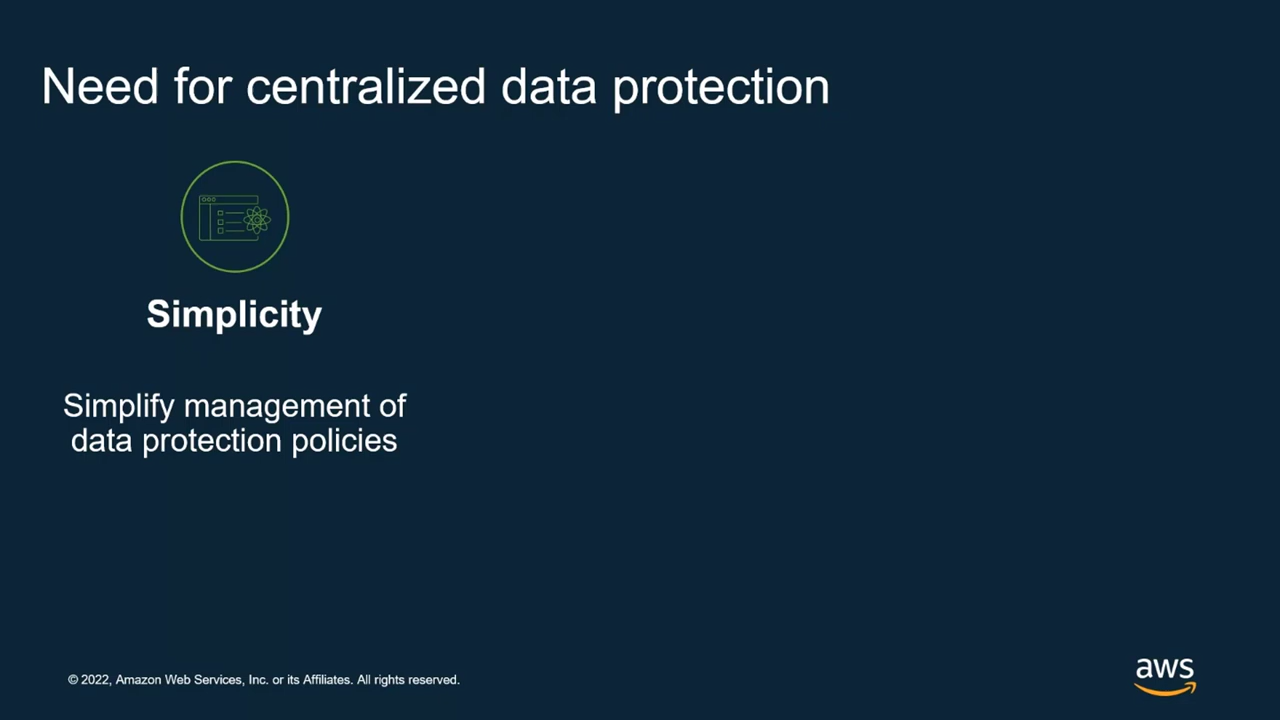 Need for centralized data protection
Simplicity
Simplify management of
data protection policies
© 2022, Amazon Web Services, Inc. or its Affiliates. All rights reserved.
aws